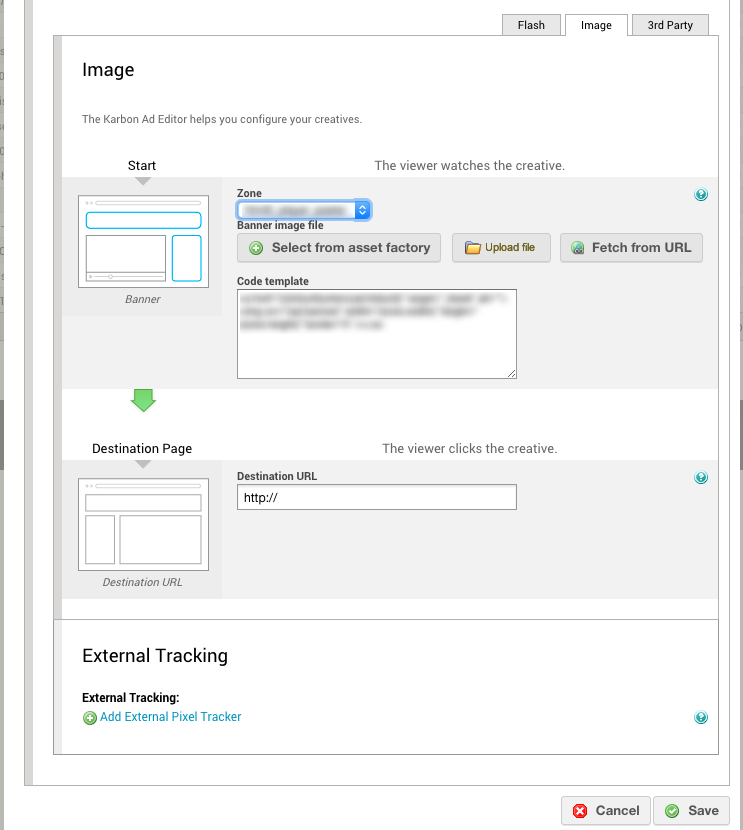 Flash
Image
3rd Party
Image
The Karbon Ad Editor helps you configure your creatives.
Start
The viewer watches the creative.
Zone
Banner image file
Select from asset factory
Upload file
Fetch from URL
Banner
Code template
Destination Page
The viewer clicks the creative.
Destination URL
http://
Destination URL
External Tracking
External Tracking:
Add External Pixel Tracker
Cancel
Save